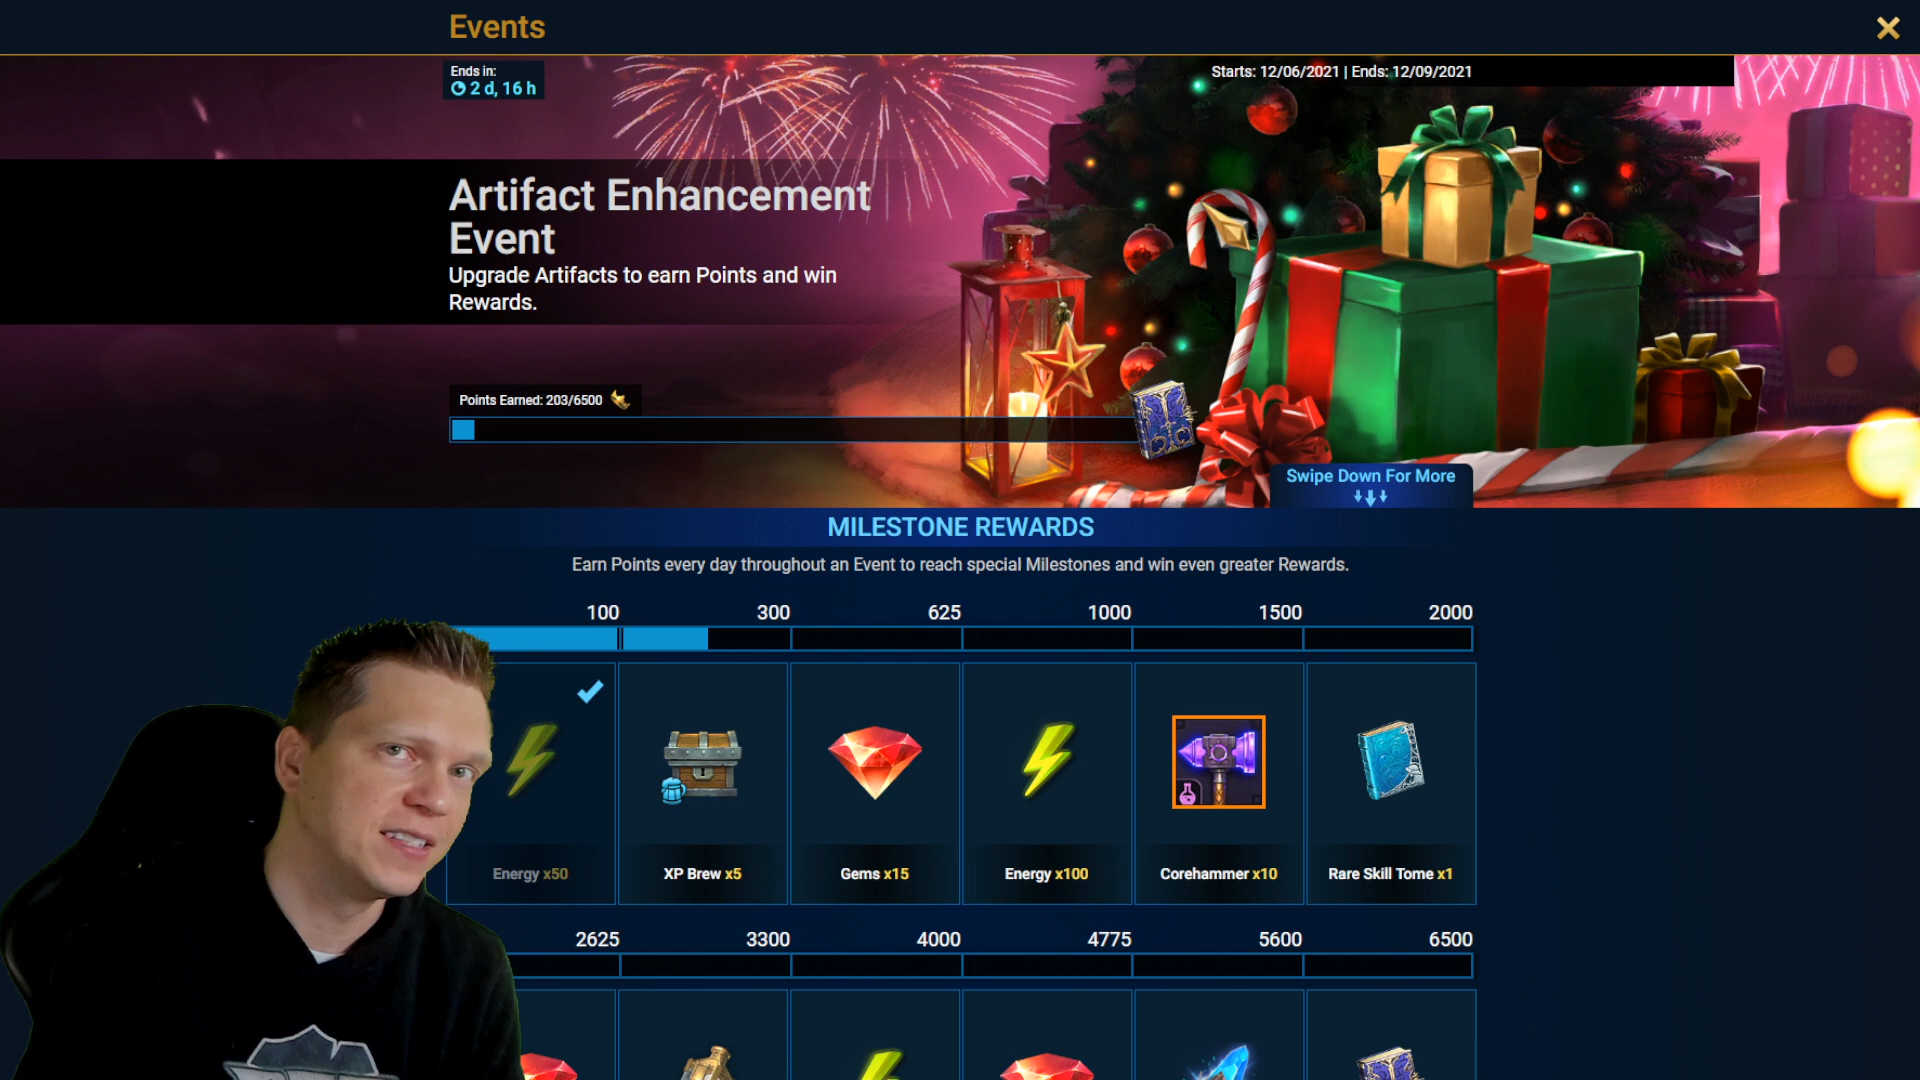 Events
Ends in:
2 d, 16 h
Starts: 12/06/2021 | Ends: 12/09/2021
Artifact Enhancement
Event
Upgrade Artifacts to earn Points and win
Rewards.
Points Earned: 203/6500
Swipe Down For More
MILESTONE REWARDS
Earn Points every day throughout an Event to reach special Milestones and win even greater Rewards.
100 300 625 1000 1500 2000
Energy x50 XP Brew x5 Gems x15 Energy x100 Corehammer x10 Rare Skill Tome x1
2625 3300 4000 4775 5600 6500